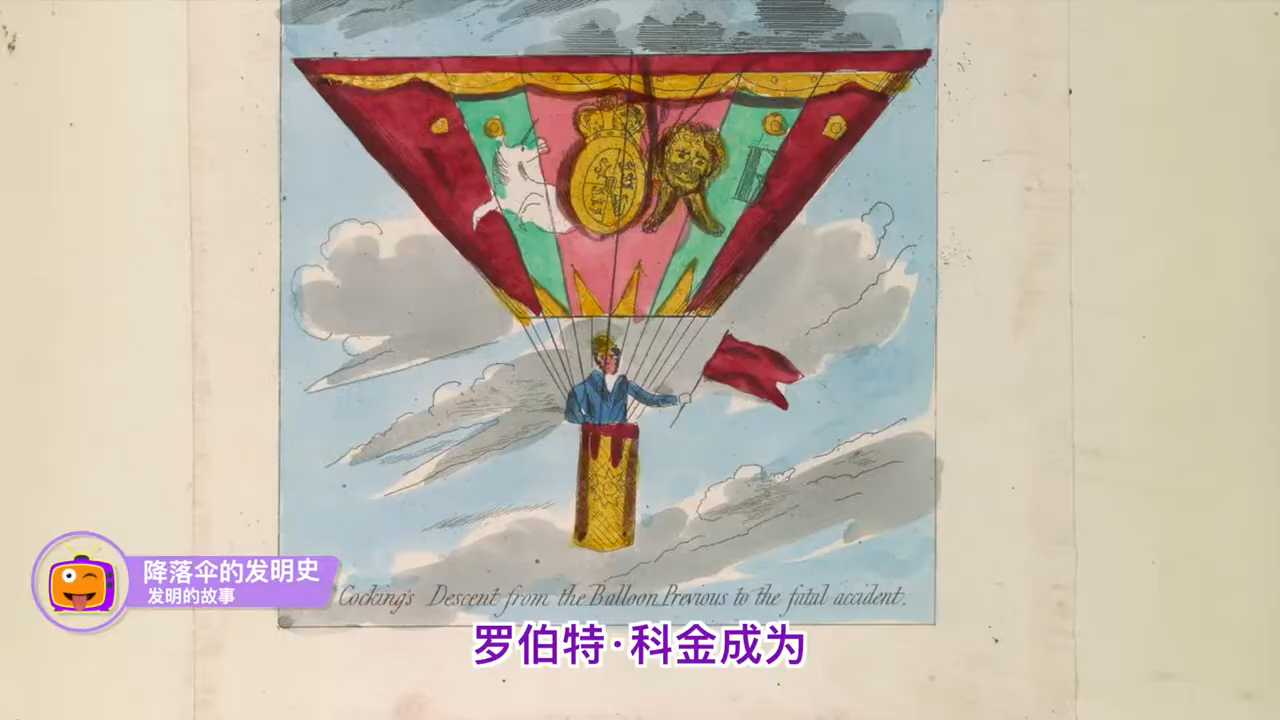 降落伞的发明史
发明的故事
Cocking's Descent from the Balloon Previous to the fatal accident.
罗伯特·科金成为